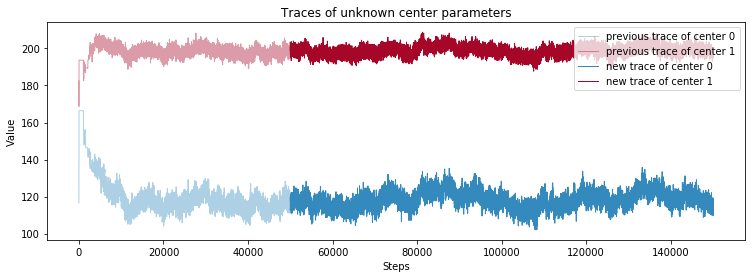 Traces of unknown center parameters
previous trace of center 0
previous trace of center 1
new trace of center 0
new trace of center 1
Value
200
180
160
140
120
100
0 20000 40000 60000 80000 100000 120000 140000
Steps